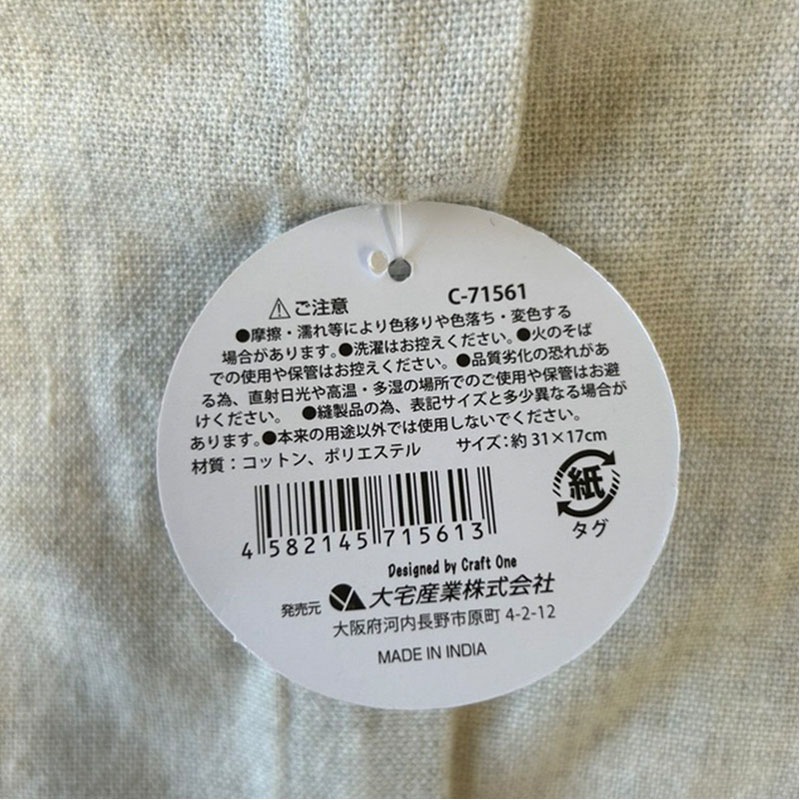 C-71561
⚠ご注意
●摩擦・濡れ等により色移りや色落ち・変色する
場合があります。●洗濯はお控えください。●火のそば
での使用や保管はお控えください。●品質劣化の恐れがあ
る為、直射日光や高温・多湿の場所でのご使用や保管はお避
けください。 ●縫製品の為、表記サイズと多少異なる場合が
あります。●本来の用途以外では使用しないでください。
材質：コットン、ポリエステル サイズ：約 31×17cm
紙
タグ
4 582145 715613
Designed by Craft One
発売元 大宅産業株式会社
大阪府河内長野市原町 4-2-12
MADE IN INDIA